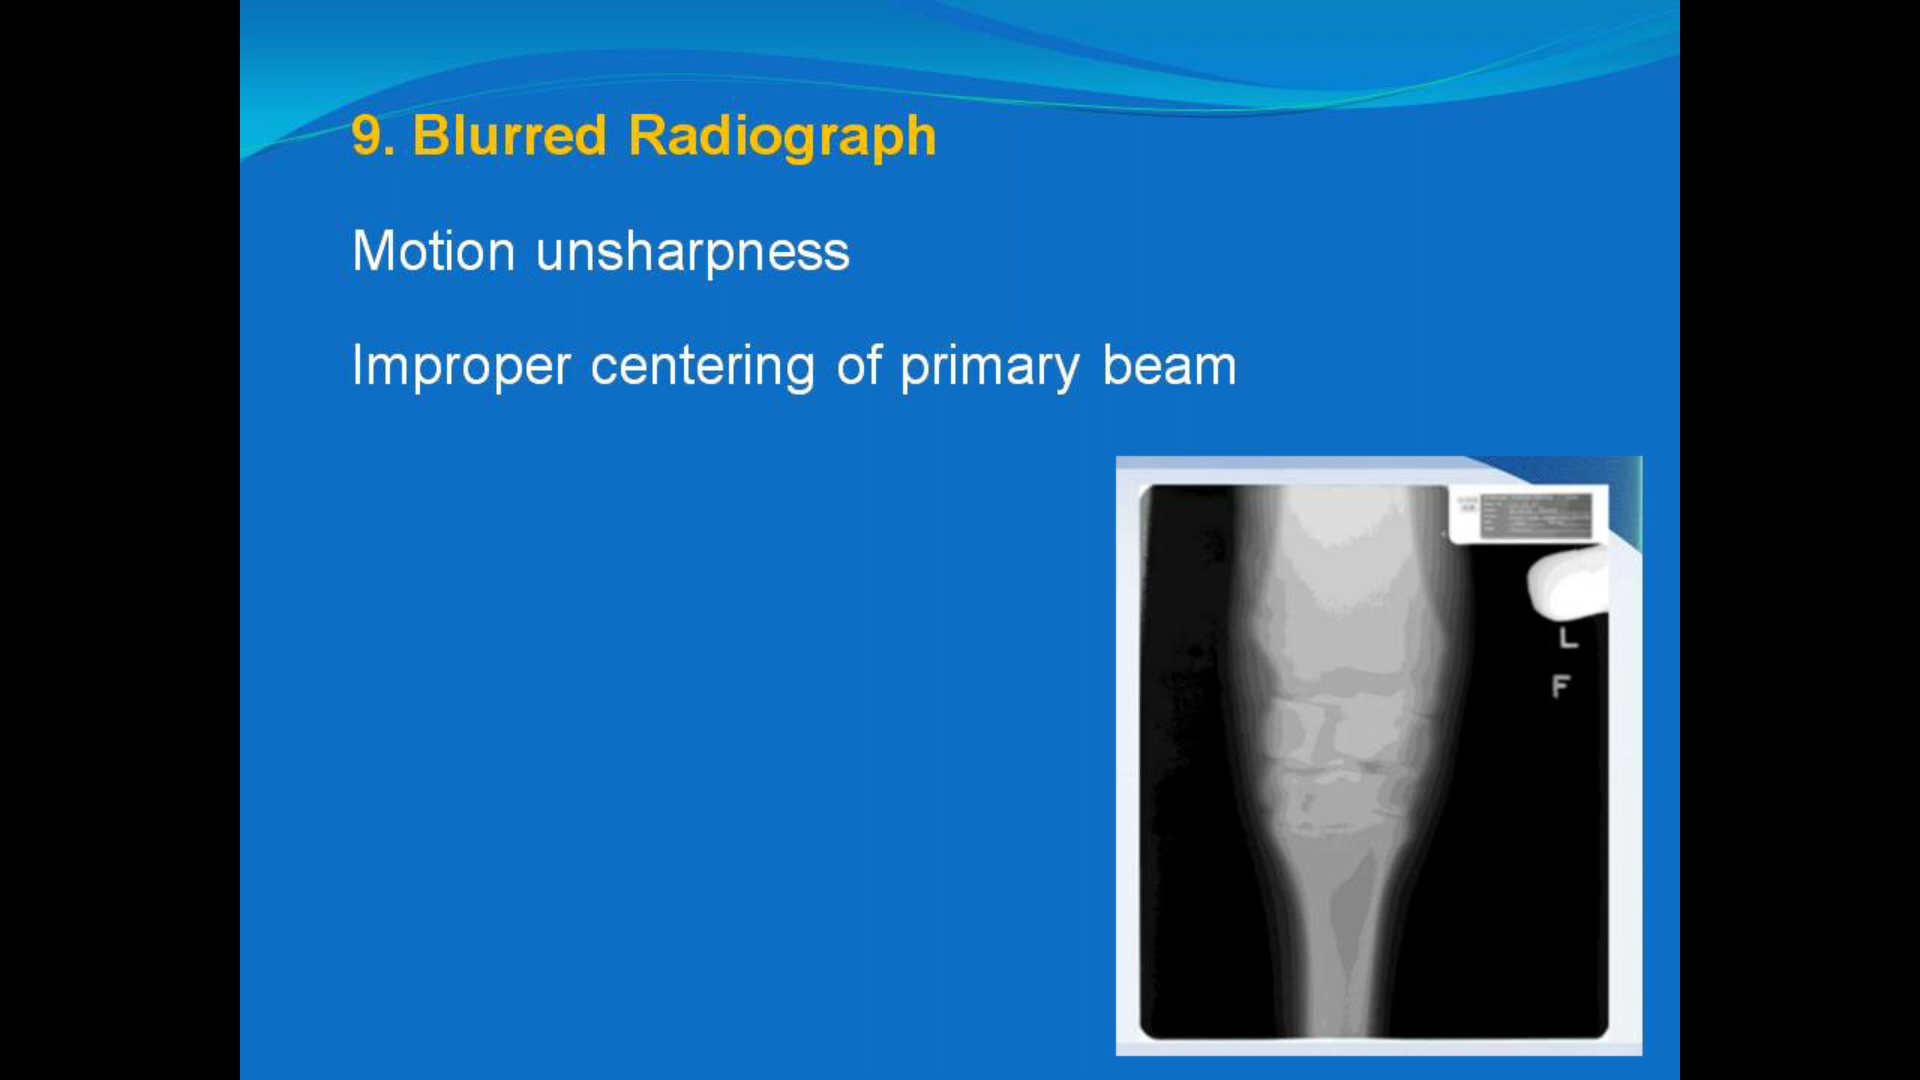 9. Blurred Radiograph
Motion unsharpness
Improper centering of primary beam
L
F